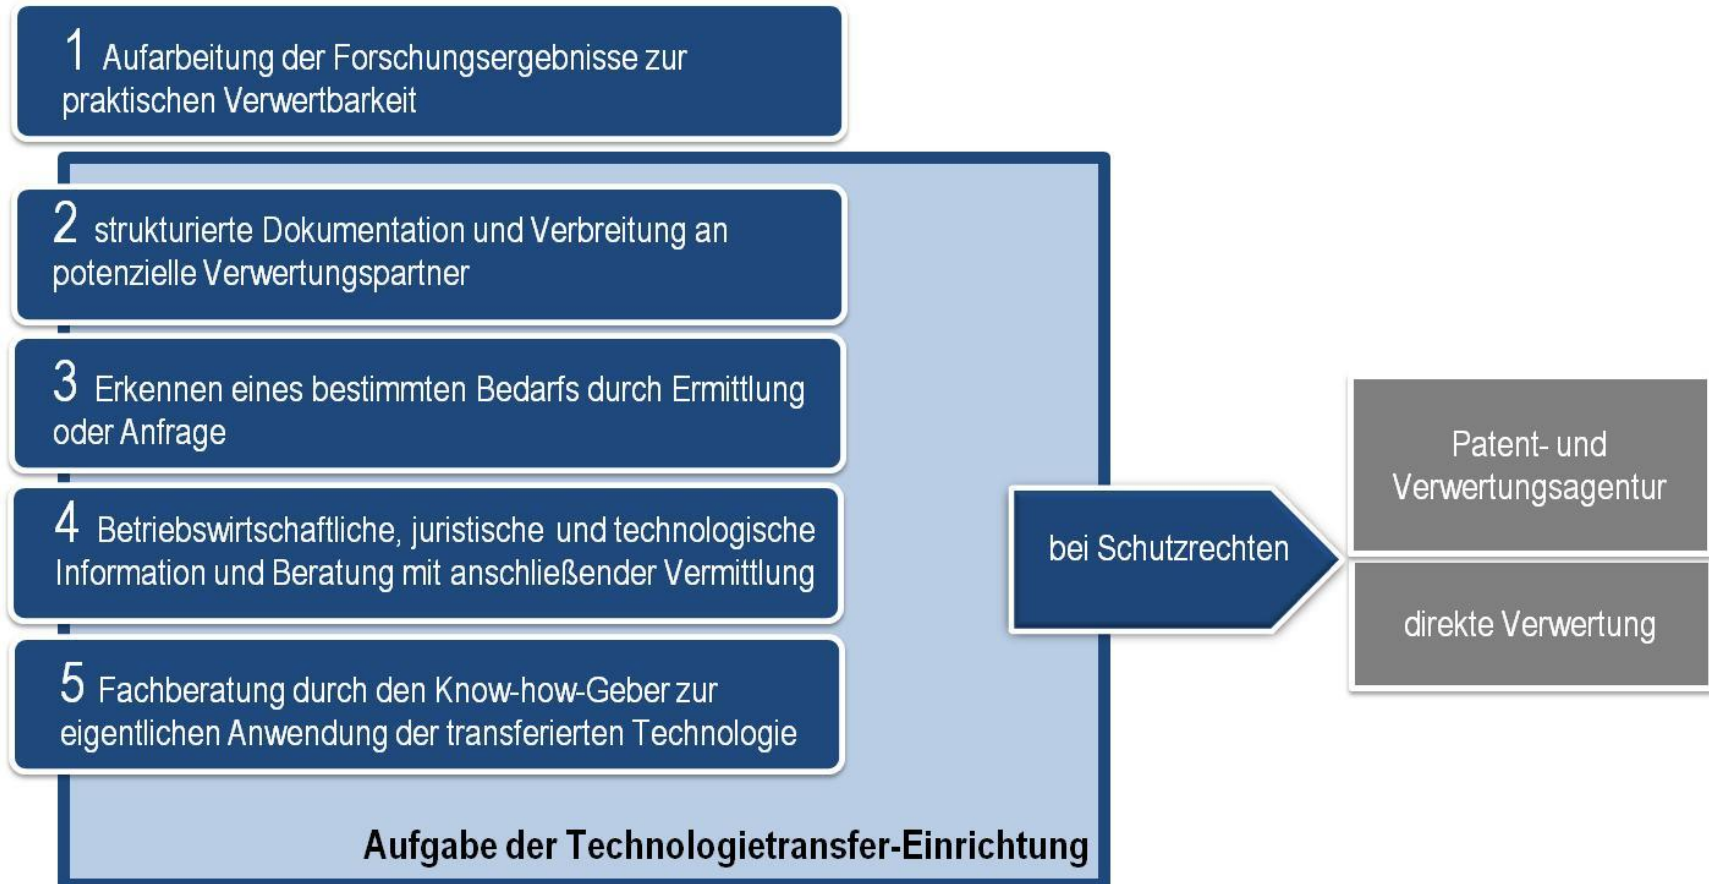 1 Aufarbeitung der Forschungsergebnisse zur
praktischen Verwertbarkeit
2 strukturierte Dokumentation und Verbreitung an
potenzielle Verwertungspartner
3 Erkennen eines bestimmten Bedarfs durch Ermittlung
oder Anfrage
4 Betriebswirtschaftliche, juristische und technologische
Information und Beratung mit anschließender Vermittlung
5 Fachberatung durch den Know-how-Geber zur
eigentlichen Anwendung der transferierten Technologie
Aufgabe der Technologietransfer-Einrichtung
bei Schutzrechten
Patent- und
Verwertungsagentur
direkte Verwertung